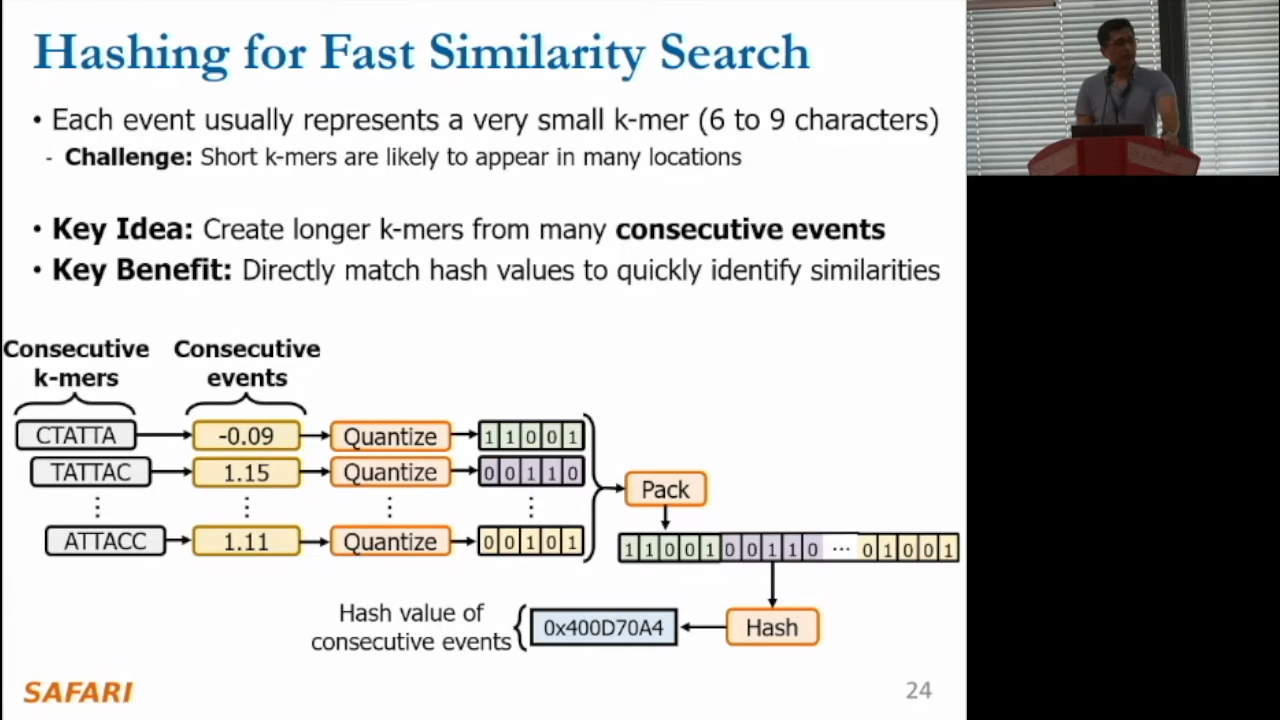 Hashing for Fast Similarity Search
• Each event usually represents a very small k-mer (6 to 9 characters)
- Challenge: Short k-mers are likely to appear in many locations
• Key Idea: Create longer k-mers from many consecutive events
• Key Benefit: Directly match hash values to quickly identify similarities
Consecutive k-mers
Consecutive events
CTATTA -0.09 Quantize 1 1 0 0 1
TATTAC 1.15 Quantize 0 0 1 1 0
⋮ ⋮ ⋮ ⋮
ATTACC 1.11 Quantize 0 0 1 0 1
Pack
1 1 0 0 1 0 0 1 1 0 ... 0 1 0 0 1
Hash value of
consecutive events
0x400D70A4
Hash
SAFARI
24